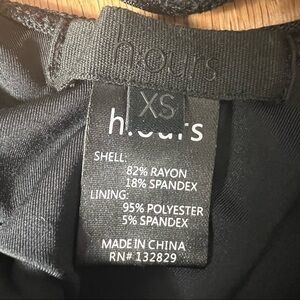 h:ours
XS
h:ours
SHELL:
82% RAYON
18% SPANDEX
LINING:
95% POLYESTER
5% SPANDEX
MADE IN CHINA
RN# 132829